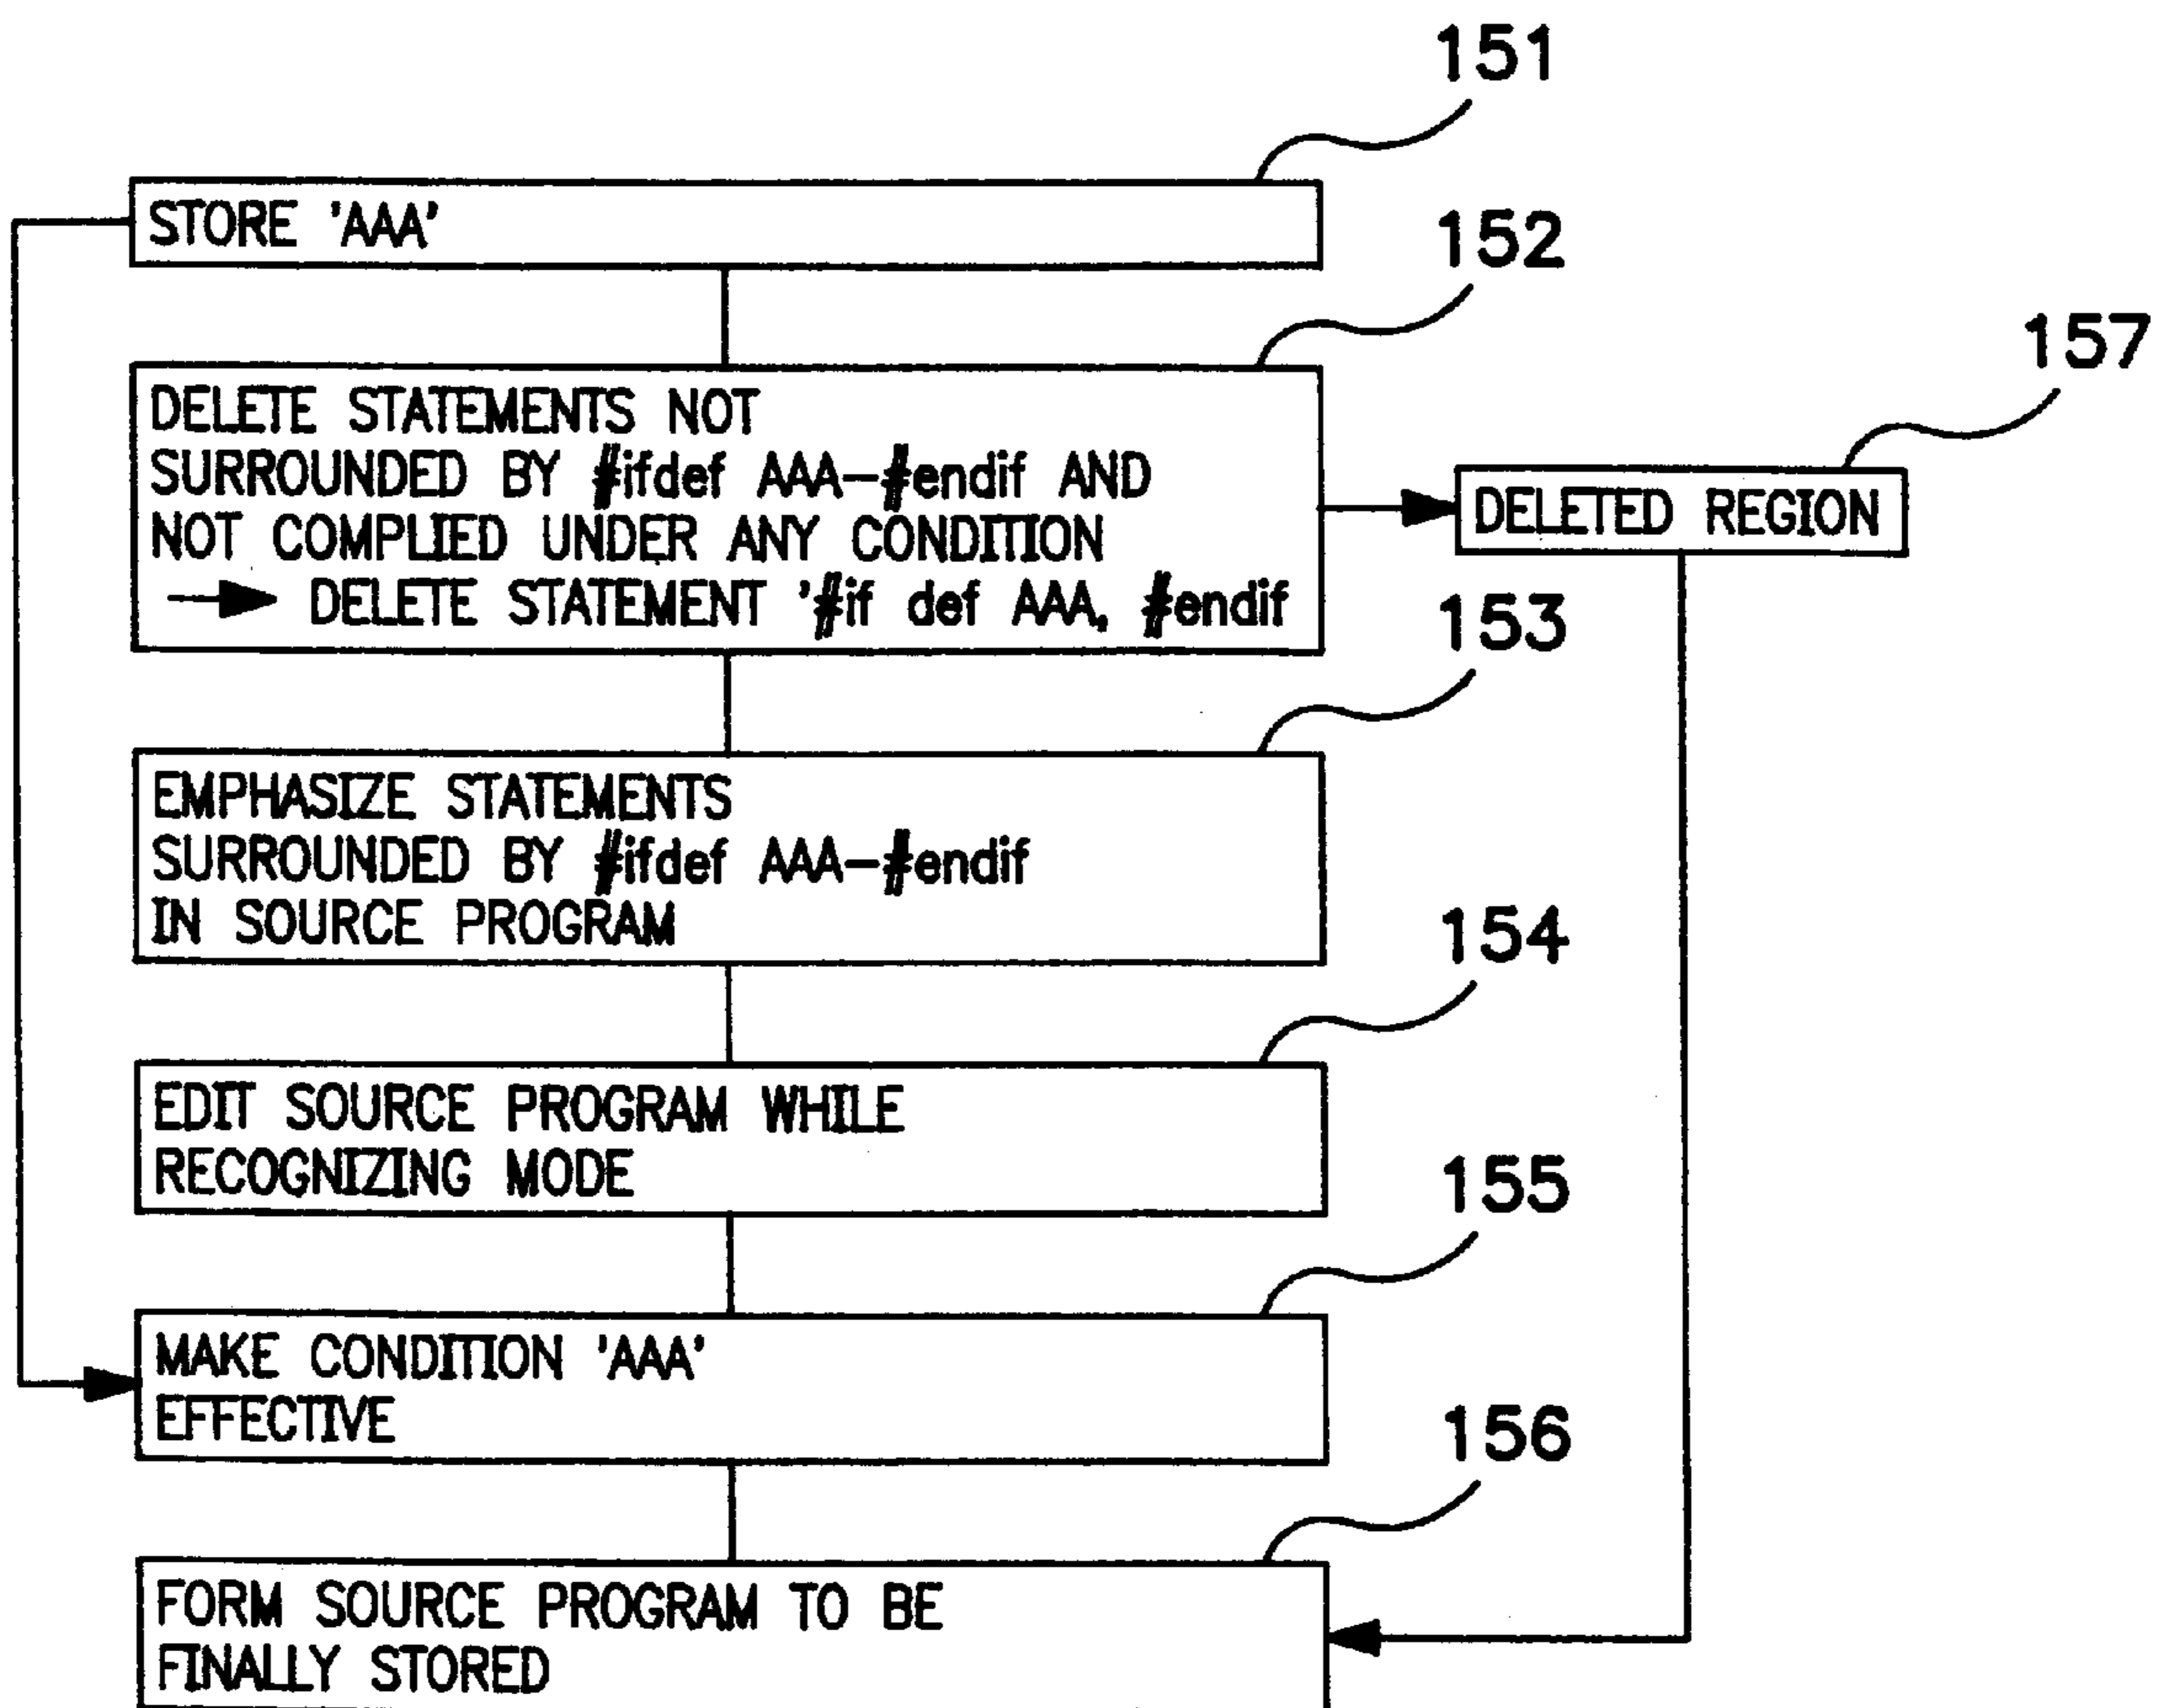 151
STORE 'AAA'
152
DELETE STATEMENTS NOT
SURROUNDED BY #ifdef AAA-#endif AND
NOT COMPLIED UNDER ANY CONDITION
→ DELETE STATEMENT '#if def AAA, #endif
157
DELETED REGION
153
EMPHASIZE STATEMENTS
SURROUNDED BY #ifdef AAA-#endif
IN SOURCE PROGRAM
154
EDIT SOURCE PROGRAM WHILE
RECOGNIZING MODE
155
MAKE CONDITION 'AAA'
EFFECTIVE
156
FORM SOURCE PROGRAM TO BE
FINALLY STORED